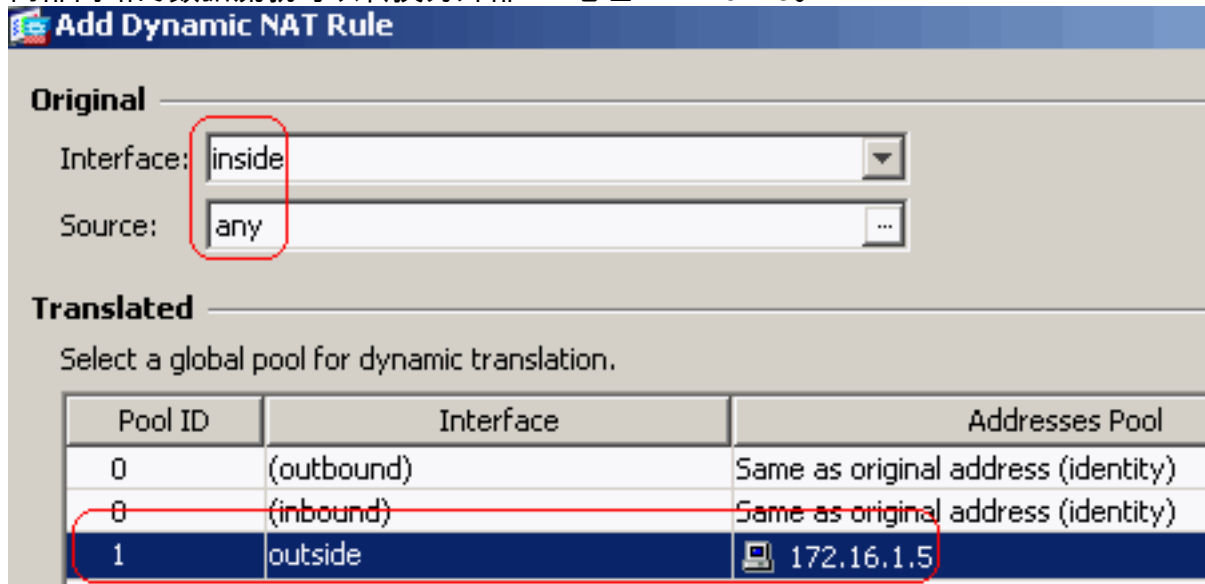 Add Dynamic NAT Rule
Original
Interface: inside
Source: any ...
Translated
Select a global pool for dynamic translation.
Pool ID Interface Addresses Pool
0 (outbound) Same as original address (identity)
0 (inbound) Same as original address (identity)
1 outside 172.16.1.5